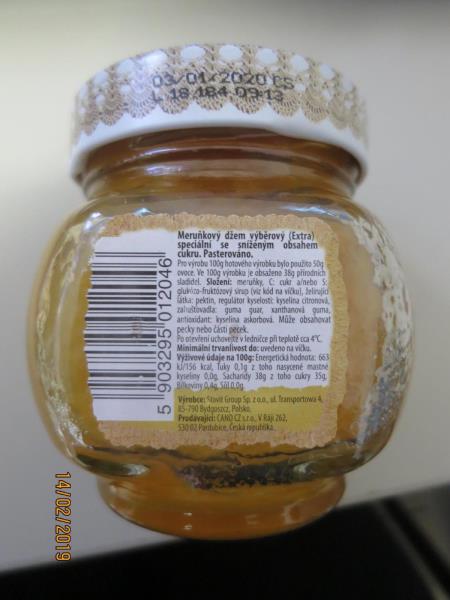 03/01/2020 CS
L 18 184 09:13
Meruňkový džem výběrový (Extra)
speciální se sníženým obsahem
cukru. Pasterováno.
Pro výrobu 100g hotového výrobku bylo použito 50g
ovoce. Ve 100g výrobku je obsaženo 38g přírodních
sladidel. Složení: meruňky, C: cukr a/nebo S:
glukózo-fruktózový sirup (viz kód na víčku), želírující
látka: pektin, regulátor kyselosti: kyselina citronová,
zahušťovadla: guma guar, xanthanová guma,
antioxidant: kyselina askorbová. Může obsahovat
pecky nebo části pecek.
Po otevření uchovejte v ledničce při teplotě cca 4°C.
Minimální trvanlivost do: uvedeno na víčku.
Výživové údaje na 100g: Energetická hodnota: 663
kJ/156 kcal, Tuky 0,1g z toho nasycené mastné
kyseliny 0,0g, Sacharidy 38g z toho cukry 35g,
Bílkoviny 0,4g, Sůl 0,0g.
Výrobce: Stovit Group Sp. z o.o., ul. Transportowa 4,
85-790 Bydgoszcz, Polsko.
Prodávající: CANO CZ s.r.o., V Ráji 262,
530 02 Pardubice, Česká republika.
5 903295 012046
14/02/2019